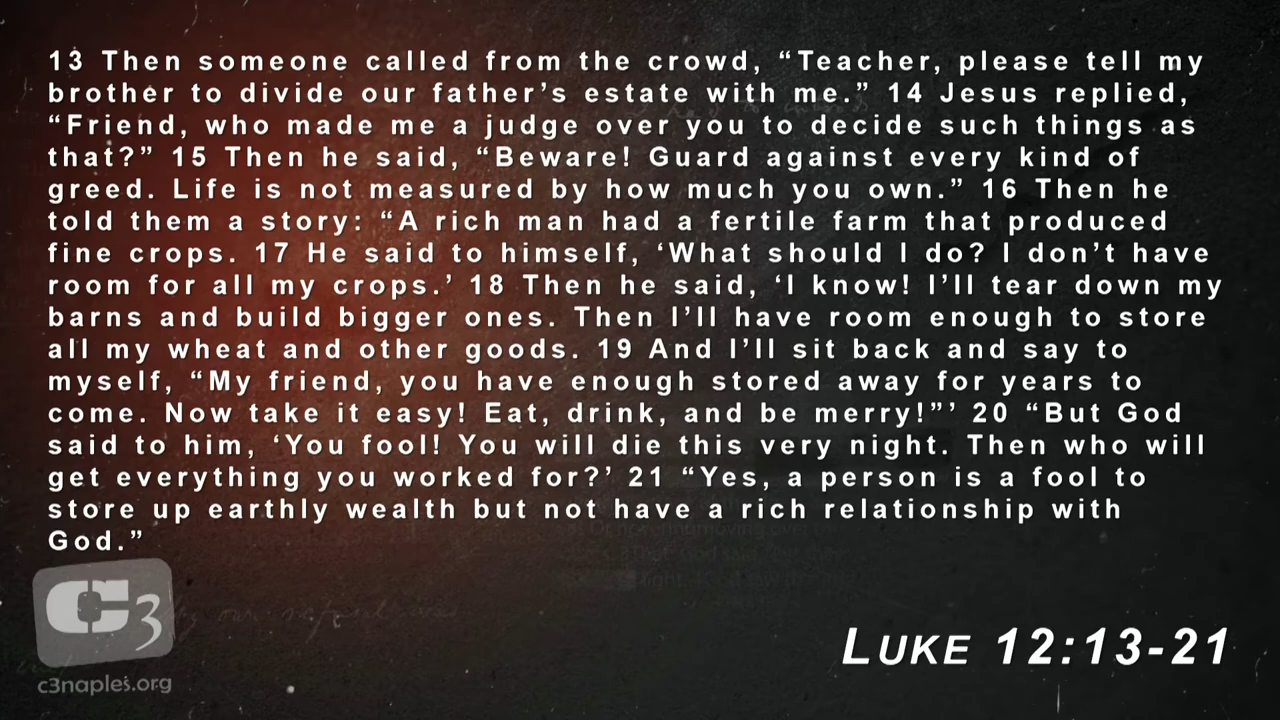 13 Then someone called from the crowd, “Teacher, please tell my
brother to divide our father’s estate with me.” 14 Jesus replied,
“Friend, who made me a judge over you to decide such things as
that?” 15 Then he said, “Beware! Guard against every kind of
greed. Life is not measured by how much you own.” 16 Then he
told them a story: “A rich man had a fertile farm that produced
fine crops. 17 He said to himself, ‘What should I do? I don’t have
room for all my crops.’ 18 Then he said, ‘I know! I’ll tear down my
barns and build bigger ones. Then I’ll have room enough to store
all my wheat and other goods. 19 And I’ll sit back and say to
myself, “My friend, you have enough stored away for years to
come. Now take it easy! Eat, drink, and be merry!”’ 20 “But God
said to him, ‘You fool! You will die this very night. Then who will
get everything you worked for?’ 21 “Yes, a person is a fool to
store up earthly wealth but not have a rich relationship with
God.”
C3
c3naples.org
LUKE 12:13-21